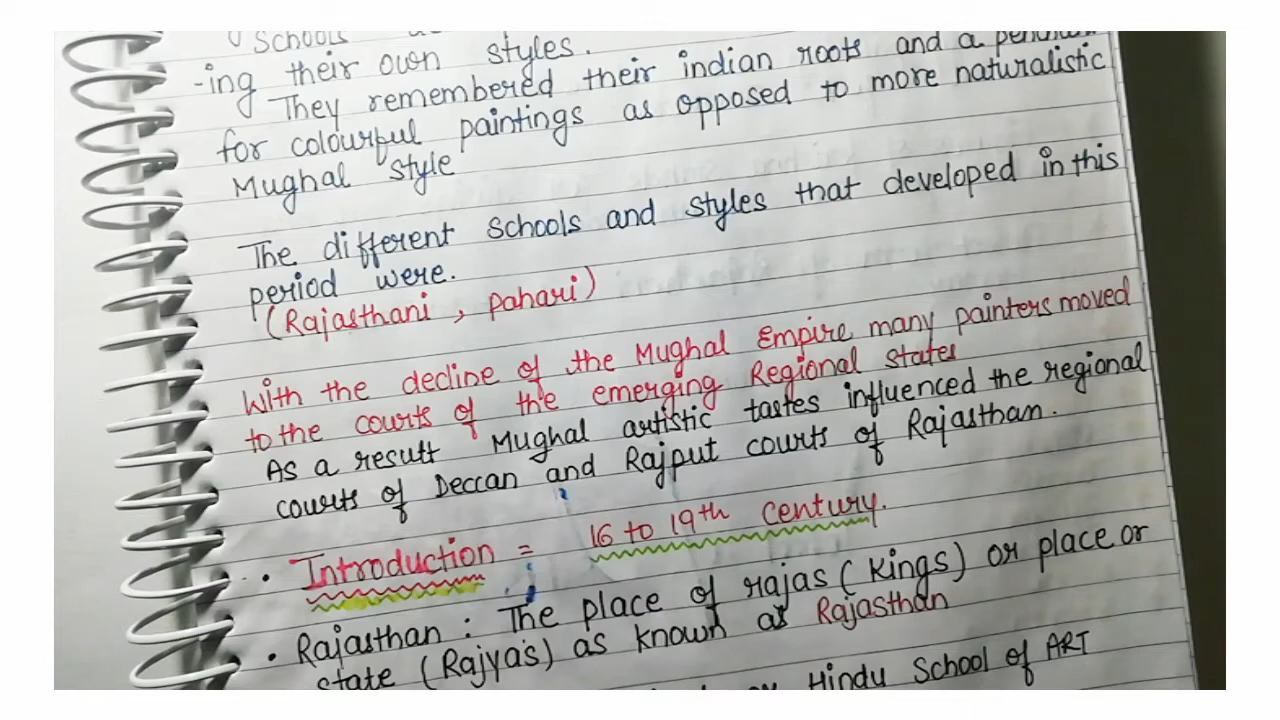 Schools
-ing their own styles.
They remembered their indian roots and a
for colourful paintings as opposed to more naturalistic
Mughal style
The different schools and styles that developed in this
period were.
(Rajasthani, pahari)
With the decline of the Mughal Empire many painters moved
to the courts of the emerging Regional states
As a result Mughal artistic tastes influenced the regional
courts of Deccan and Rajput courts of Rajasthan.
• Introduction = 16 to 19th century.
• Rajasthan : The place of rajas (Kings) or place or
state (Rajya's) as known as Rajasthan
Hindu School of ART